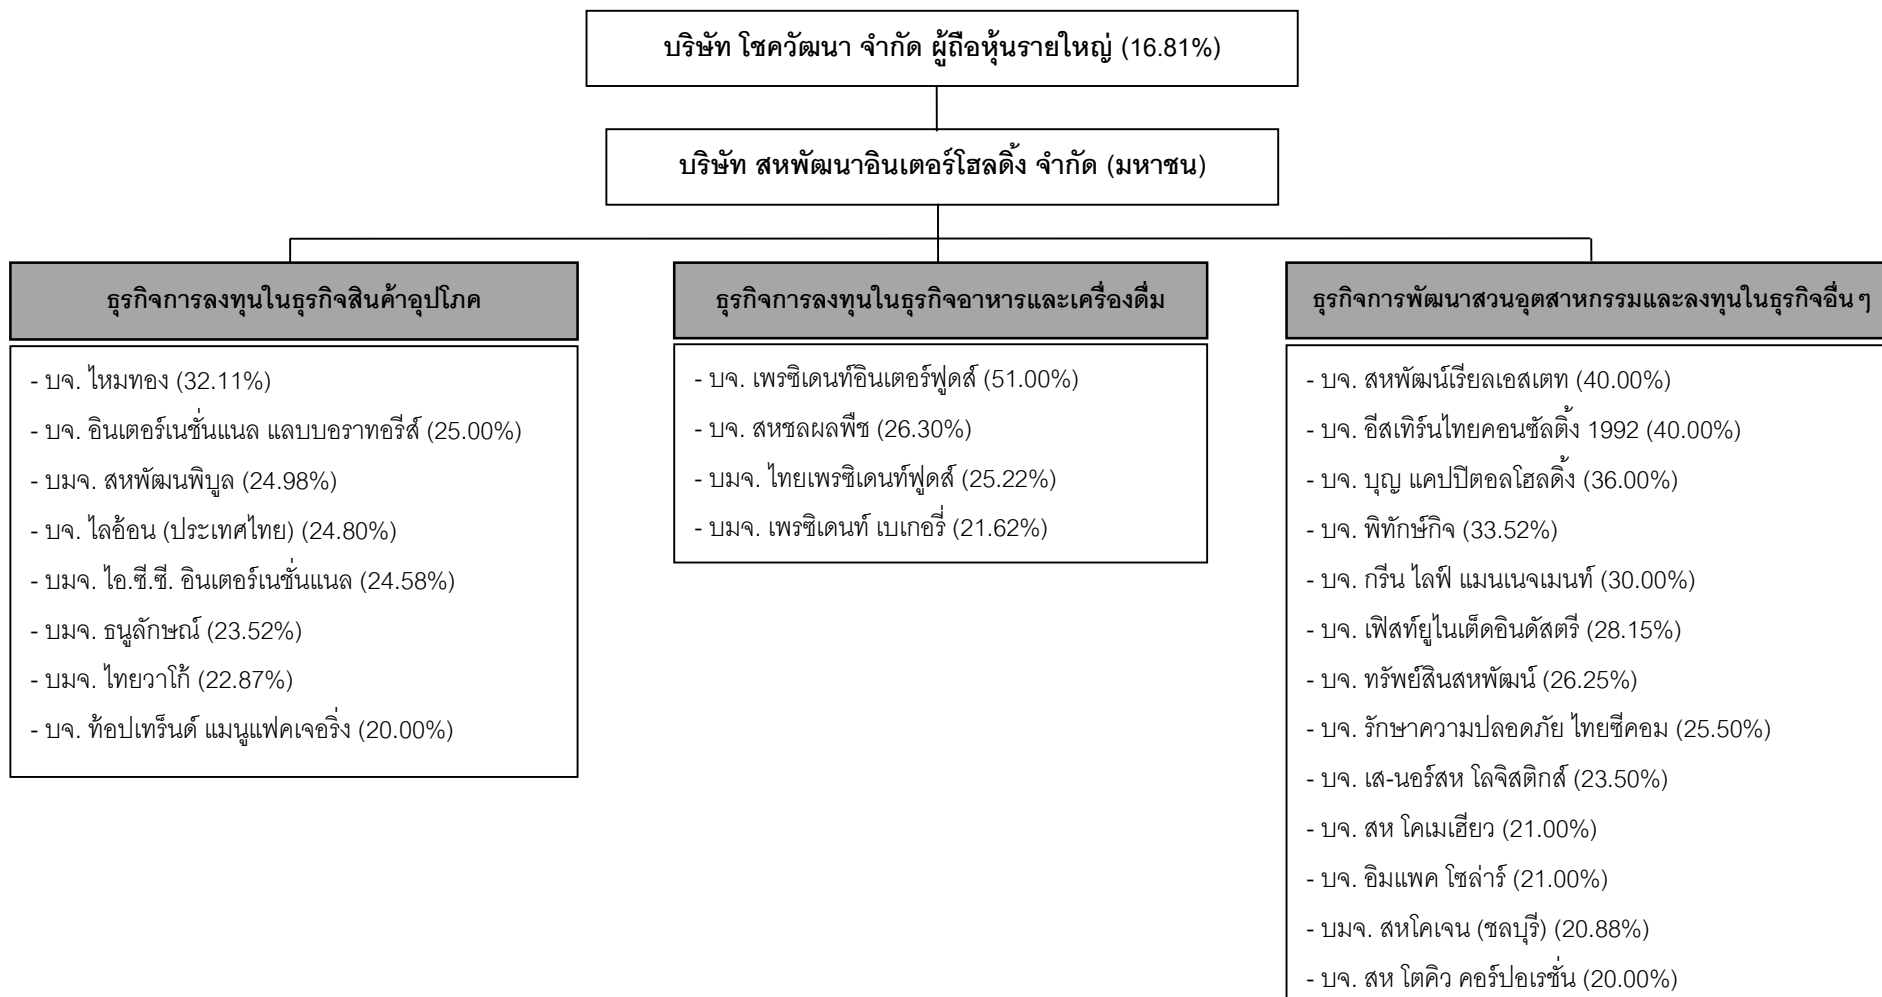 บริษัท โชควัฒนา จำกัด ผู้ถือหุ้นรายใหญ่ (16.81%)
บริษัท สหพัฒนาอินเตอร์โฮลดิ้ง จำกัด (มหาชน)
ธุรกิจการลงทุนในธุรกิจสินค้าอุปโภค
- บจ. ไหมทอง (32.11%)
- บจ. อินเตอร์เนชั่นแนล แลบบอราทอรีส์ (25.00%)
- บมจ. สหพัฒนพิบูล (24.98%)
- บจ. ไลอ้อน (ประเทศไทย) (24.80%)
- บมจ. ไอ.ซี.ซี. อินเตอร์เนชั่นแนล (24.58%)
- บมจ. ธนูลักษณ์ (23.52%)
- บมจ. ไทยวาโก้ (22.87%)
- บจ. ท้อปเทร็นด์ แมนูแฟคเจอริ่ง (20.00%)
ธุรกิจการลงทุนในธุรกิจอาหารและเครื่องดื่ม
- บจ. เพรซิเดนท์อินเตอร์ฟูดส์ (51.00%)
- บจ. สหชลผลพืช (26.30%)
- บมจ. ไทยเพรซิเดนท์ฟูดส์ (25.22%)
- บมจ. เพรซิเดนท์ เบเกอรี่ (21.62%)
ธุรกิจการพัฒนาสวนอุตสาหกรรมและลงทุนในธุรกิจอื่นๆ
- บจ. สหพัฒน์เรียลเอสเตท (40.00%)
- บจ. อีสเทิร์นไทยคอนซัลติ้ง 1992 (40.00%)
- บจ. บุญ แคปปิตอลโฮลดิ้ง (36.00%)
- บจ. พิทักษ์กิจ (33.52%)
- บจ. กรีน ไลฟ์ แมนเนจเมนท์ (30.00%)
- บจ. เฟิสท์ยูไนเต็ดอินดัสตรี (28.15%)
- บจ. ทรัพย์สินสหพัฒน์ (26.25%)
- บจ. รักษาความปลอดภัย ไทยซีคอม (25.50%)
- บจ. เส-นอร์สห โลจิสติกส์ (23.50%)
- บจ. สห โคเมเฮียว (21.00%)
- บจ. อิมแพค โซล่าร์ (21.00%)
- บมจ. สหโคเจน (ชลบุรี) (20.88%)
- บจ. สห โตคิว คอร์ปอเรชั่น (20.00%)